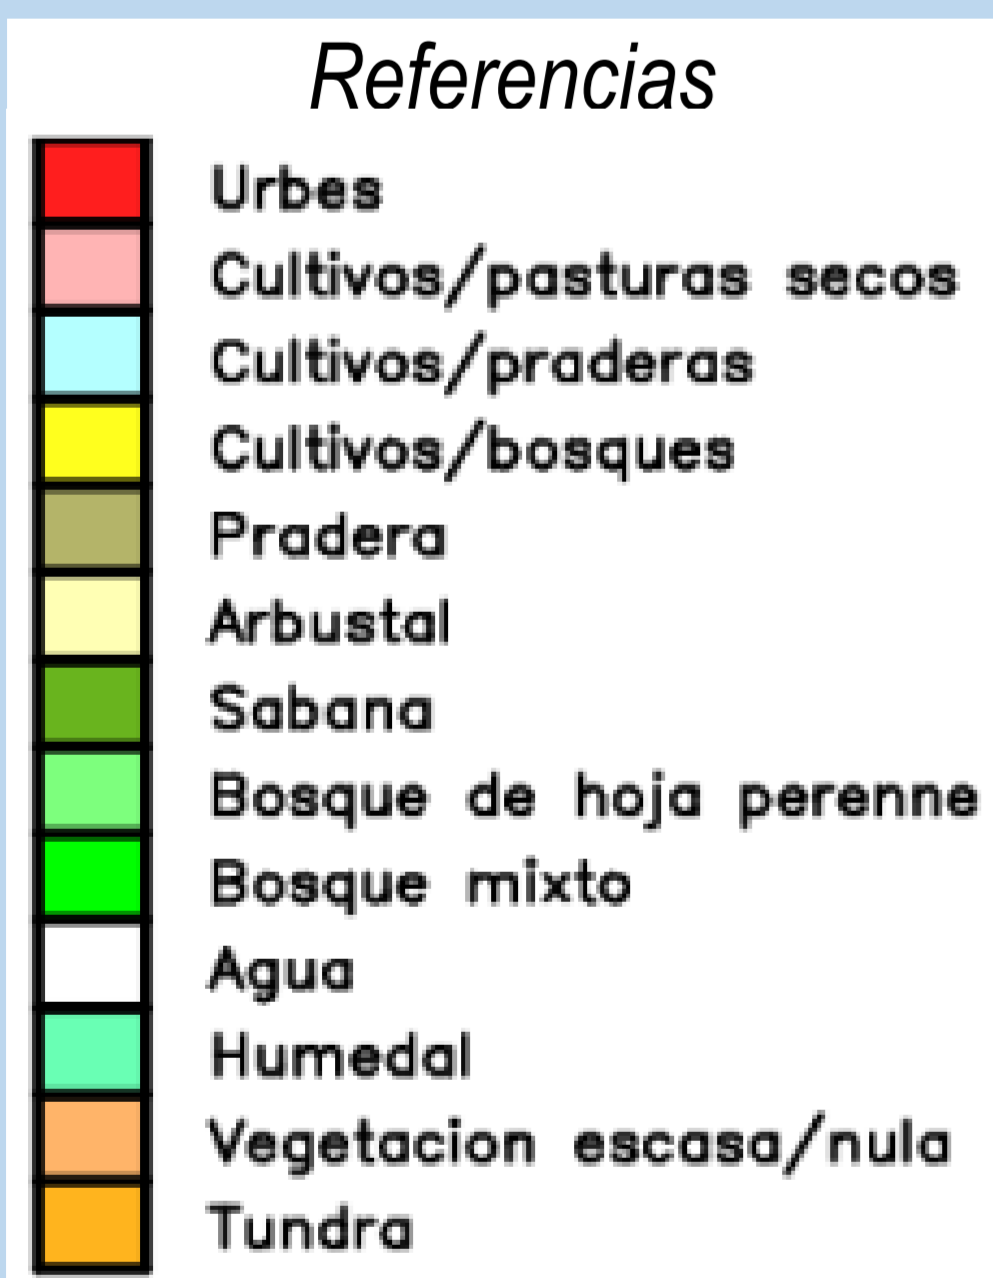 Referencias
Urbes
Cultivos/pasturas secos
Cultivos/praderas
Cultivos/bosques
Pradera
Arbustal
Sabana
Bosque de hoja perenne
Bosque mixto
Agua
Humedal
Vegetacion escasa/nula
Tundra